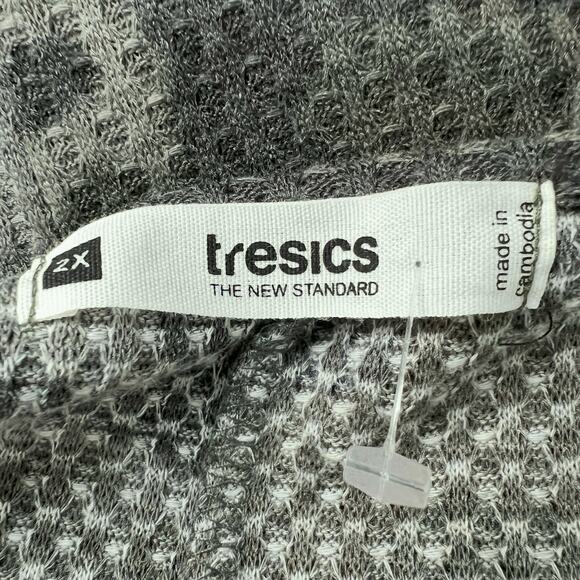 2X
tresics
THE NEW STANDARD
made in
cambodia